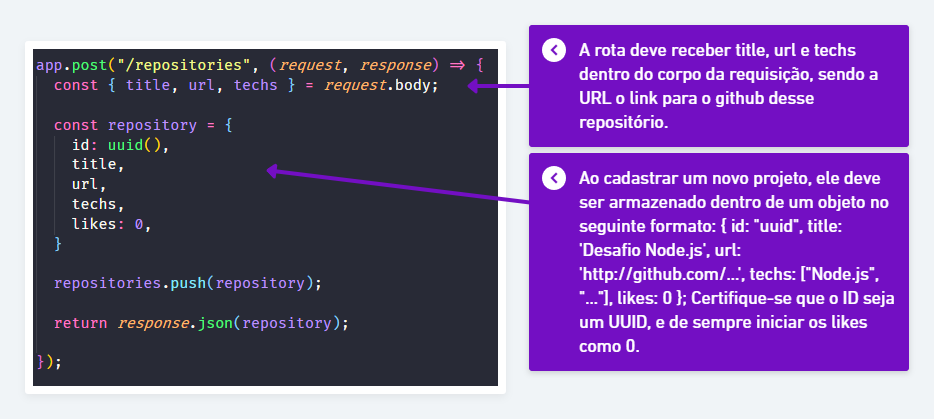 app.post("/repositories", (request, response) => {
const { title, url, techs } = request.body;
const repository = {
id: uuid(),
title,
url,
techs,
likes: 0,
}
repositories.push(repository);
return response.json(repository);
});
A rota deve receber title, url e techs
dentro do corpo da requisição, sendo a
URL o link para o github desse
repositório.
Ao cadastrar um novo projeto, ele deve
ser armazenado dentro de um objeto no
seguinte formato: { id: "uuid", title:
'Desafio Node.js', url:
'http://github.com/...', techs: ["Node.js",
"..."], likes: 0 }; Certifique-se que o ID seja
um UUID, e de sempre iniciar os likes
como 0.